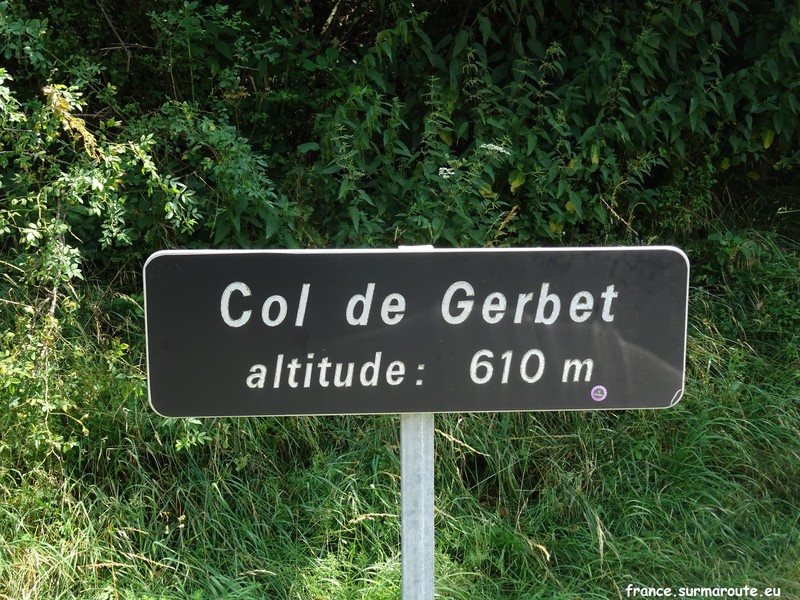 Col de Gerbet
altitude: 610 m
france.surmaroute.eu